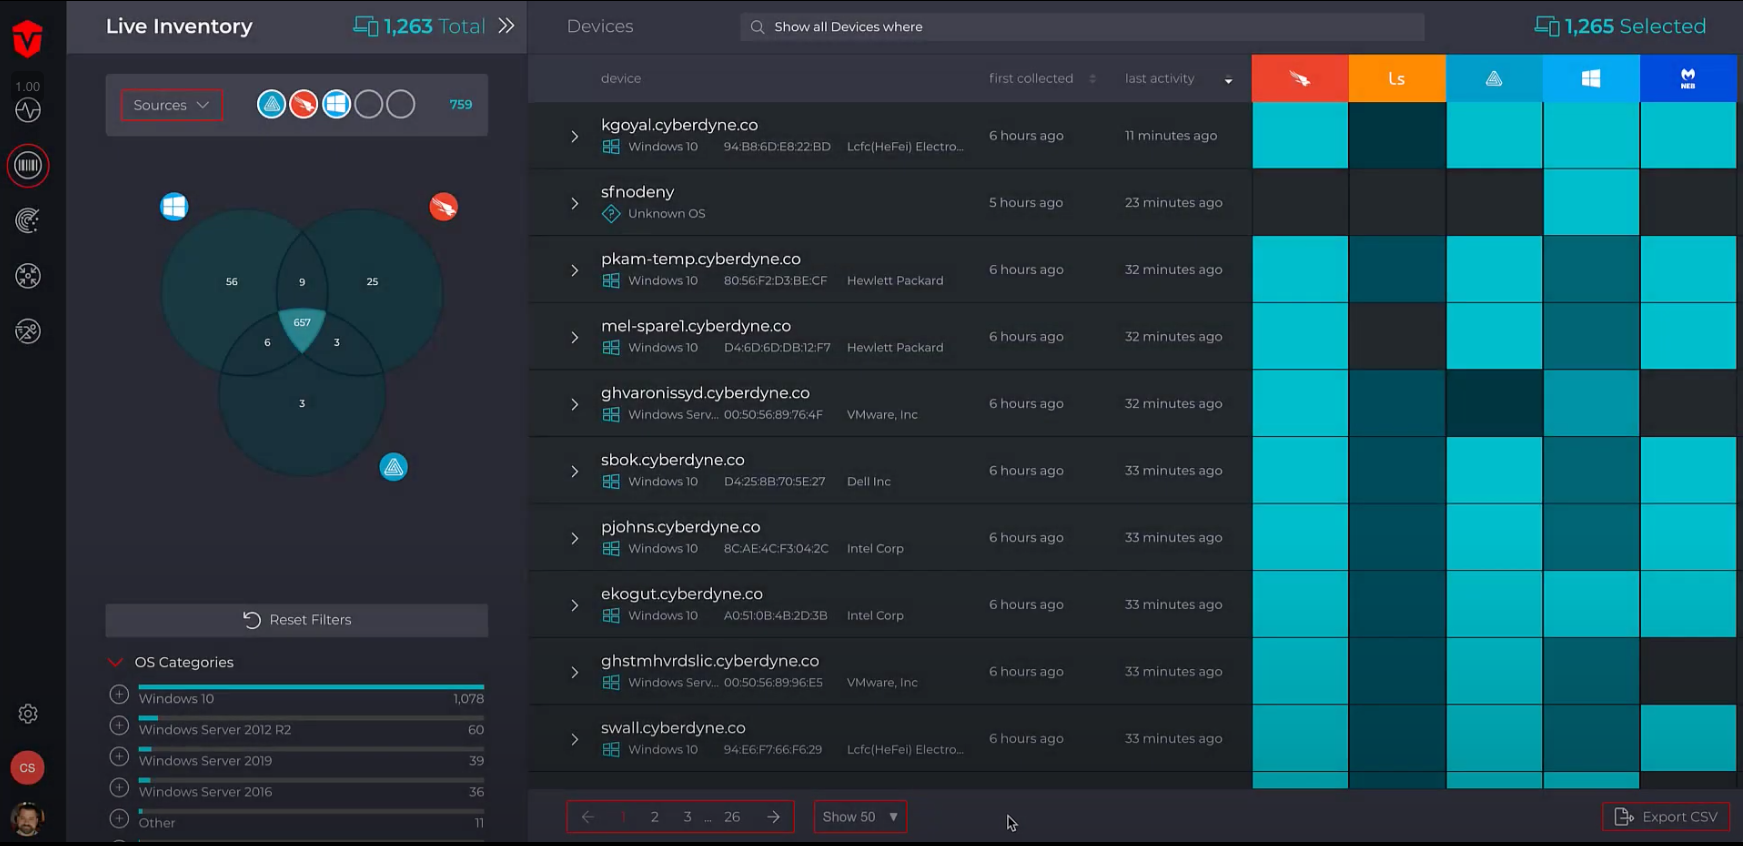 Live Inventory
1,263 Total
Devices
Show all Devices where
1,265 Selected
1.00
Sources
759
56
9
25
657
6
3
3
Reset Filters
OS Categories
Windows 10 1,078
Windows Server 2012 R2 60
Windows Server 2019 39
Windows Server 2016 36
Other 11
CS
device first collected last activity Ls NEB
kgoyal.cyberdyne.co
Windows 10 94:B8:6D:E8:22:BD Lcfc(HeFei) Electro... 6 hours ago 11 minutes ago
sfnodeny
Unknown OS 5 hours ago 23 minutes ago
pkam-temp.cyberdyne.co
Windows 10 80:56:F2:D3:BE:CF Hewlett Packard 6 hours ago 32 minutes ago
mel-spare1.cyberdyne.co
Windows 10 D4:6D:6D:DB:12:F7 Hewlett Packard 6 hours ago 32 minutes ago
ghvaronissyd.cyberdyne.co
Windows Serv... 00:50:56:89:76:4F VMware, Inc 6 hours ago 32 minutes ago
sbok.cyberdyne.co
Windows 10 D4:25:8B:70:5E:27 Dell Inc 6 hours ago 33 minutes ago
pjohns.cyberdyne.co
Windows 10 8C:AE:4C:F3:04:2C Intel Corp 6 hours ago 33 minutes ago
ekogut.cyberdyne.co
Windows 10 A0:51:0B:4B:2D:3B Intel Corp 6 hours ago 33 minutes ago
ghstmhvrdslic.cyberdyne.co
Windows Serv... 00:50:56:89:96:E5 VMware, Inc 6 hours ago 33 minutes ago
swall.cyberdyne.co
Windows 10 94:E6:F7:66:F6:29 Lcfc(HeFei) Electro... 6 hours ago 33 minutes ago
1 2 3 ... 26
Show 50
Export CSV